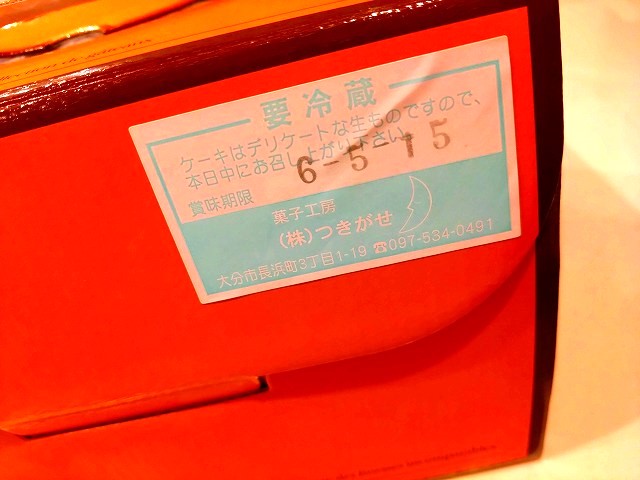 要冷蔵
ケーキはデリケートな生ものですので、
本日中にお召し上がり下さい。
賞味期限 6-5-15
菓子工房
(株)つきがせ
大分市長浜町3丁目1-19 ☎097-534-0491